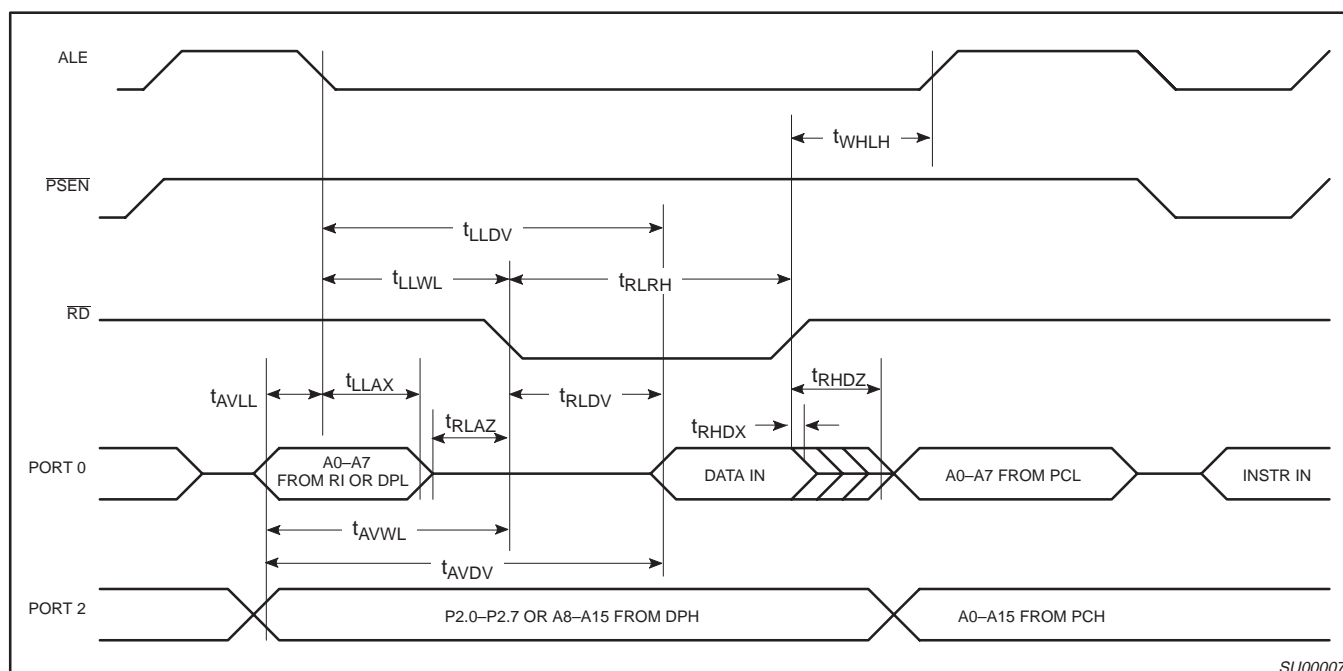 ALE
tWHLH
PSEN
tLLDV
tLLWL
tRLRH
RD
tAVLL
tLLAX
tRLDV
tRHDZ
tRLAZ
tRHDX
PORT 0
A0–A7
FROM RI OR DPL
DATA IN
A0–A7 FROM PCL
INSTR IN
tAVWL
tAVDV
PORT 2
P2.0–P2.7 OR A8–A15 FROM DPH
A0–A15 FROM PCH